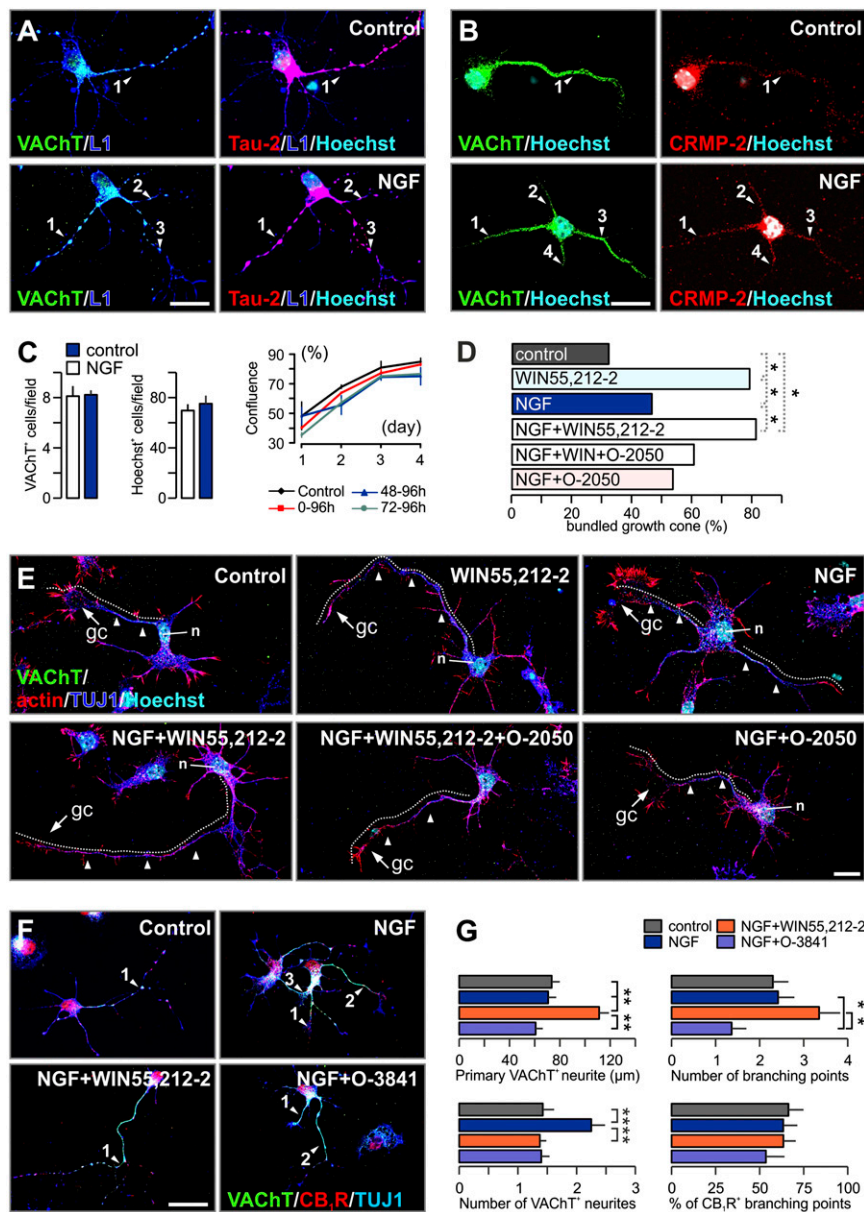 A
Control
1
1
VAChT/L1
Tau-2/L1/Hoechst
NGF
1
2
3
1
2
3
VAChT/L1
Tau-2/L1/Hoechst
B
Control
1
1
VAChT/Hoechst
CRMP-2/Hoechst
NGF
1
2
3
4
1
2
3
4
VAChT/Hoechst
CRMP-2/Hoechst
C
control
NGF
VAChT⁺ cells/field
8
4
0
Hoechst⁺ cells/field
80
40
0
(%)
Confluence
90
70
50
30
(day)
1 2 3 4
Control
48-96h
0-96h
72-96h
D
control
WIN55,212-2
NGF
NGF+WIN55,212-2
NGF+WIN+O-2050
NGF+O-2050
* * * *
0 20 40 60 80
bundled growth cone (%)
E
Control
gc
n
VAChT/
actin/TUJ1/Hoechst
WIN55,212-2
gc
n
NGF
gc
n
NGF+WIN55,212-2
n
gc
NGF+WIN55,212-2+O-2050
gc
NGF+O-2050
gc
n
F
Control
1
NGF
3
1
2
NGF+WIN55,212-2
1
NGF+O-3841
1
2
VAChT/CB₁R/TUJ1
G
control
NGF+WIN55,212-2
NGF
NGF+O-3841
** **
0 40 80 120 140
Primary VAChT⁺ neurite (µm)
* *
0 1 2 3 4
Number of branching points
** **
0 1 2 3
Number of VAChT⁺ neurites
0 25 50 75 100
% of CB₁R⁺ branching points